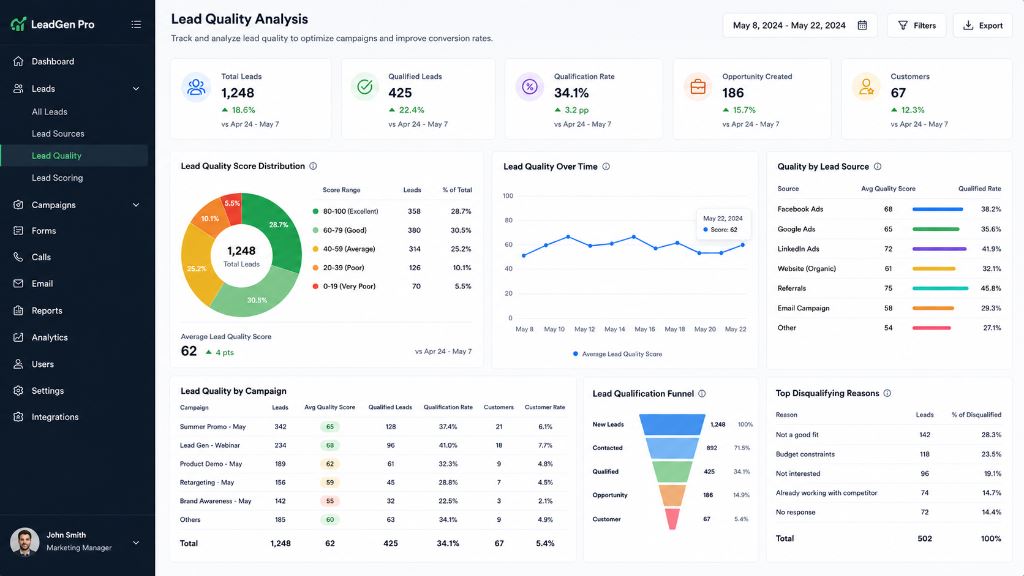 LeadGen Pro
Dashboard
Leads
All Leads
Lead Sources
Lead Quality
Lead Scoring
Campaigns
Forms
Calls
Email
Reports
Analytics
Users
Settings
Integrations
John Smith
Marketing Manager
Lead Quality Analysis
Track and analyze lead quality to optimize campaigns and improve conversion rates.
May 8, 2024 - May 22, 2024
Filters
Export
Total Leads
1,248
18.6%
vs Apr 24 - May 7
Qualified Leads
425
22.4%
vs Apr 24 - May 7
Qualification Rate
34.1%
3.2 pp
vs Apr 24 - May 7
Opportunity Created
186
15.7%
vs Apr 24 - May 7
Customers
67
12.3%
vs Apr 24 - May 7
Lead Quality Score Distribution
5.5%
10.1%
28.7%
25.2%
30.5%
1,248
Total Leads
Score Range Leads % of Total
80-100 (Excellent) 358 28.7%
60-79 (Good) 380 30.5%
40-59 (Average) 314 25.2%
20-39 (Poor) 126 10.1%
0-19 (Very Poor) 70 5.5%
Average Lead Quality Score
62 4 pts vs Apr 24 - May 7
Lead Quality Over Time
100
80
60
40
20
0
May 22, 2024
Score: 62
May 8 May 10 May 12 May 14 May 16 May 18 May 20 May 22
Average Lead Quality Score
Quality by Lead Source
Source Avg Quality Score Qualified Rate
Facebook Ads 68 38.2%
Google Ads 65 35.6%
LinkedIn Ads 72 41.9%
Website (Organic) 61 32.1%
Referrals 75 45.8%
Email Campaign 58 29.3%
Other 54 27.1%
Lead Quality by Campaign
Campaign Leads Avg Quality Score Qualified Leads Qualification Rate Customers Customer Rate
Summer Promo - May 342 65 128 37.4% 21 6.1%
Lead Gen - Webinar 234 68 96 41.0% 18 7.7%
Product Demo - May 189 62 61 32.3% 9 4.8%
Retargeting - May 156 59 45 28.8% 7 4.5%
Brand Awareness - May 142 55 32 22.5% 3 2.1%
Others 185 60 63 34.1% 9 4.9%
Total 1,248 62 425 34.1% 67 5.4%
Lead Qualification Funnel
New Leads 1,248 100%
Contacted 892 71.5%
Qualified 425 34.1%
Opportunity 186 14.9%
Customer 67 5.4%
Top Disqualifying Reasons
Reason Leads % of Disqualified
Not a good fit 142 28.3%
Budget constraints 118 23.5%
Not interested 96 19.1%
Already working with competitor 74 14.7%
No response 72 14.4%
Total 502 100%